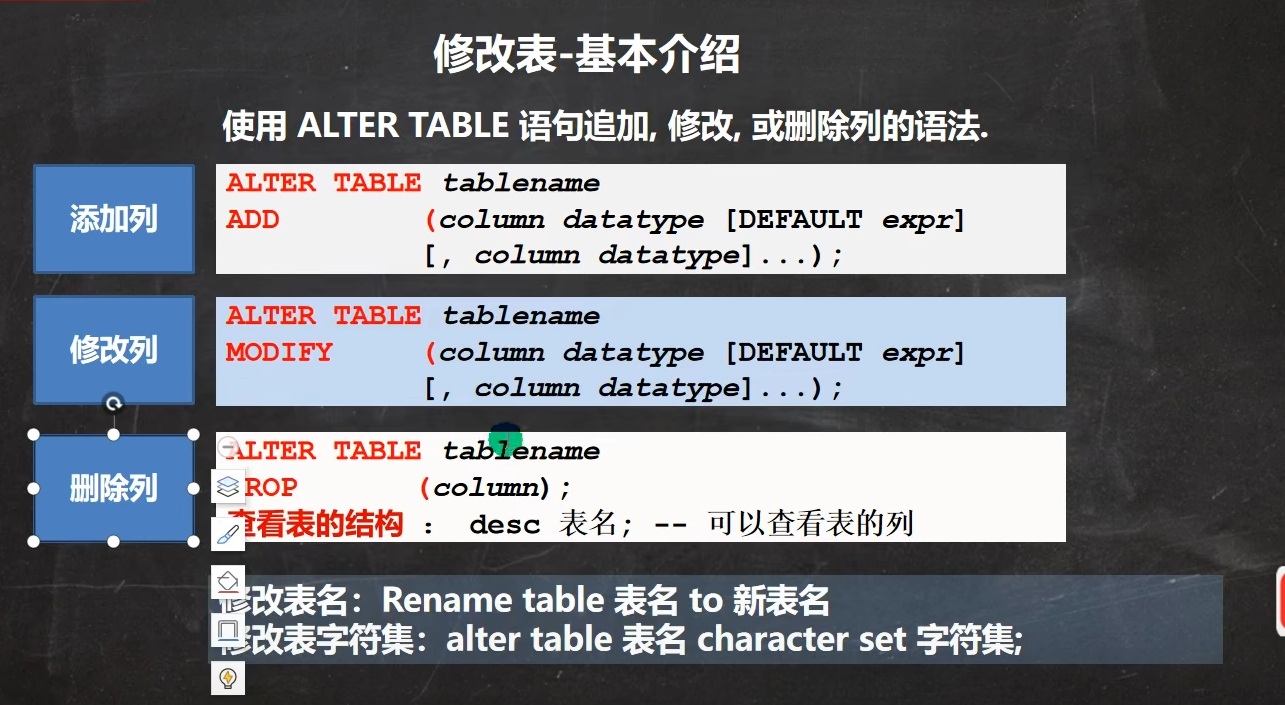 修改表-基本介绍
使用 ALTER TABLE 语句追加, 修改, 或删除列的语法.
添加列
ALTER TABLE tablename
ADD (column datatype [DEFAULT expr]
[, column datatype]...);
修改列
ALTER TABLE tablename
MODIFY (column datatype [DEFAULT expr]
[, column datatype]...);
删除列
ALTER TABLE tablename
DROP (column);
查看表的结构 : desc 表名; -- 可以查看表的列
修改表名：Rename table 表名 to 新表名
修改表字符集：alter table 表名 character set 字符集;